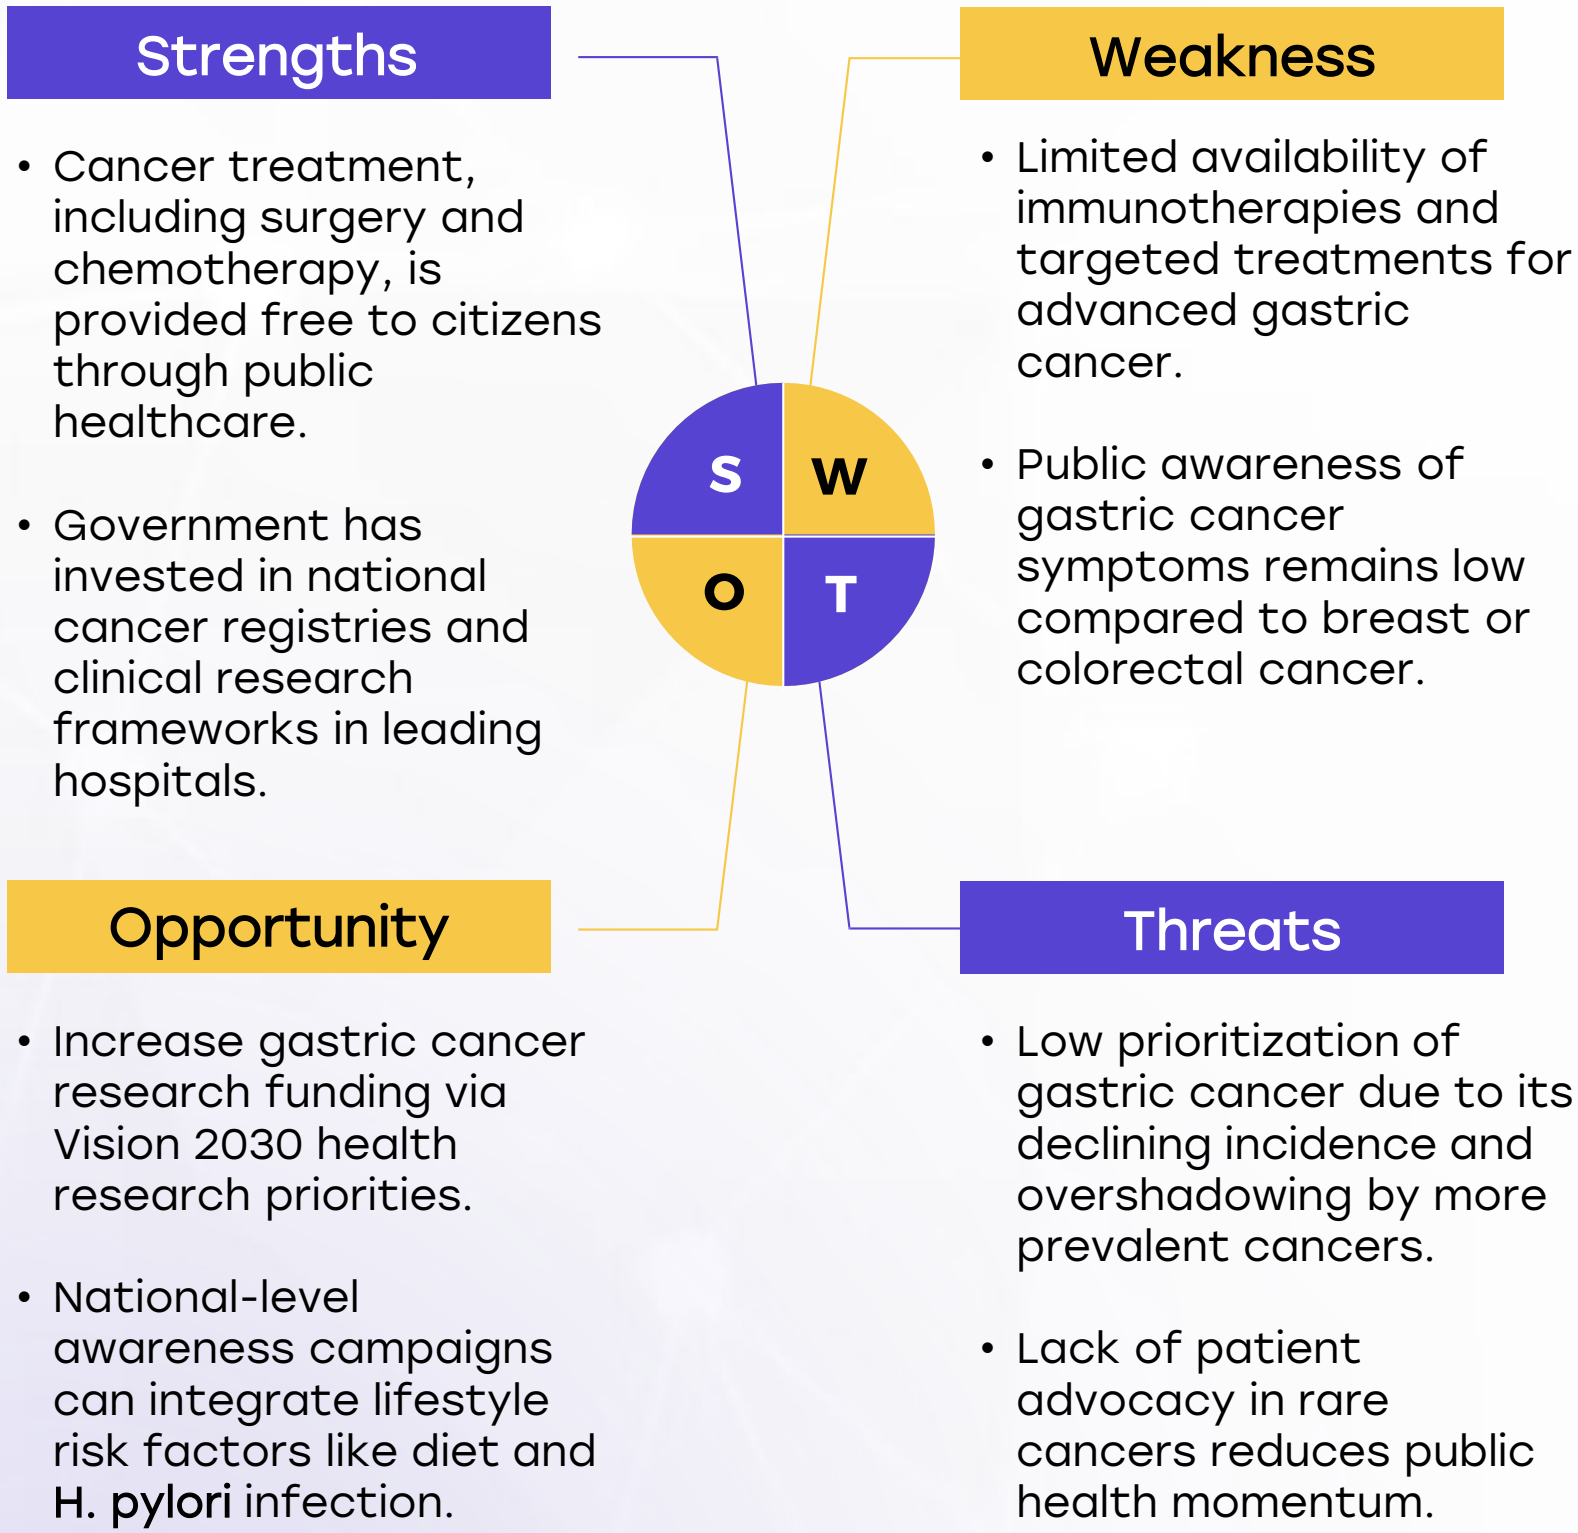 Strengths
• Cancer treatment,
including surgery and
chemotherapy, is
provided free to citizens
through public
healthcare.
• Government has
invested in national
cancer registries and
clinical research
frameworks in leading
hospitals.
Weakness
• Limited availability of
immunotherapies and
targeted treatments for
advanced gastric
cancer.
• Public awareness of
gastric cancer
symptoms remains low
compared to breast or
colorectal cancer.
S
W
O
T
Opportunity
• Increase gastric cancer
research funding via
Vision 2030 health
research priorities.
• National-level
awareness campaigns
can integrate lifestyle
risk factors like diet and
H. pylori infection.
Threats
• Low prioritization of
gastric cancer due to its
declining incidence and
overshadowing by more
prevalent cancers.
• Lack of patient
advocacy in rare
cancers reduces public
health momentum.